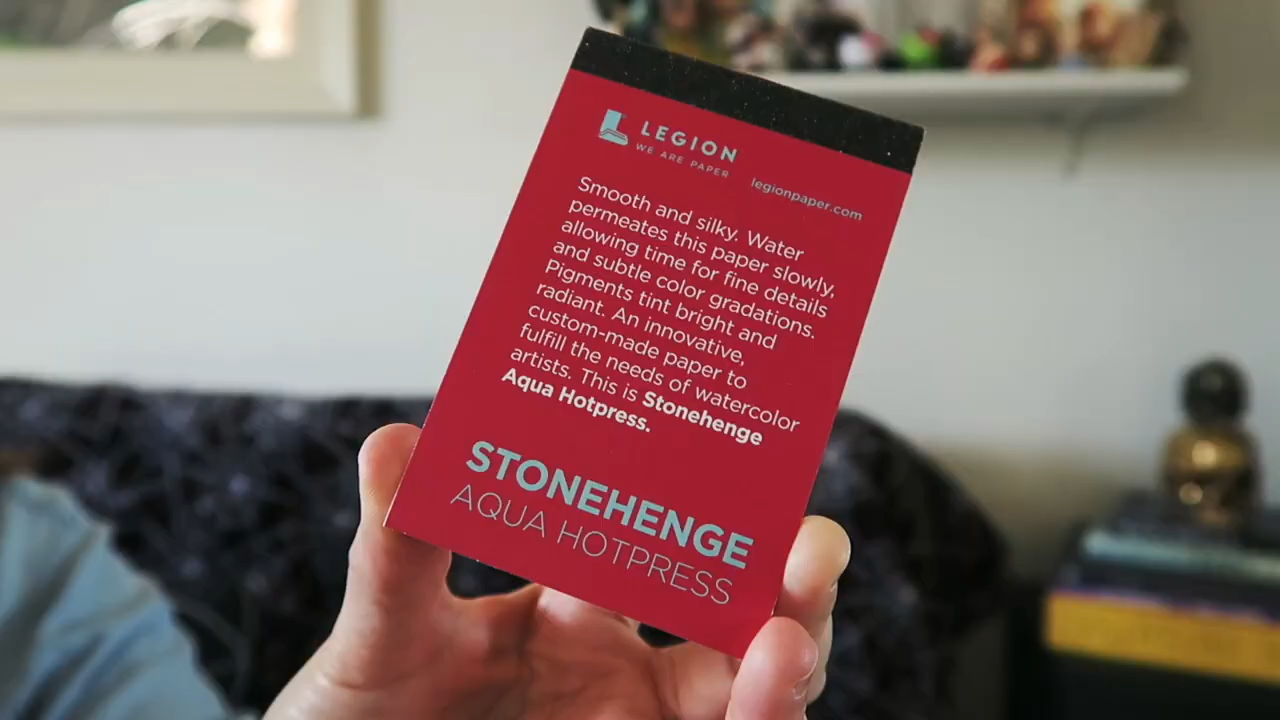 LEGION
WE ARE PAPER
legionpaper.com
Smooth and silky. Water
permeates this paper slowly,
allowing time for fine details
and subtle color gradations.
Pigments tint bright and
radiant. An innovative,
custom-made paper to
fulfill the needs of watercolor
artists. This is Stonehenge
Aqua Hotpress.
STONEHENGE
AQUA HOTPRESS